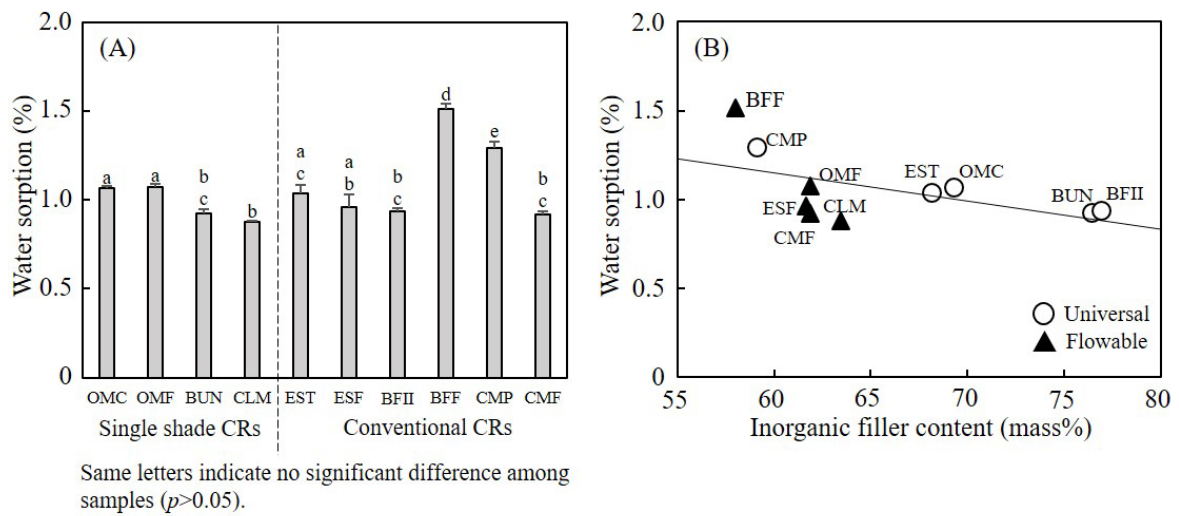 (A)
Water sorption (%)
2.0
1.5
1.0
0.5
0
a
a
b
c
b
a
c
a
b
b
c
d
e
b
c
OMC OMF BUN CLM EST ESF BFII BFF CMP CMF
Single shade CRs Conventional CRs
Same letters indicate no significant difference among
samples (p>0.05).
(B)
Water sorption (%)
2.0
1.5
1.0
0.5
0
BFF
CMP
OMF
EST OMC
ESF CLM
BUN BFII
CMF
Universal
Flowable
55 60 65 70 75 80
Inorganic filler content (mass%)